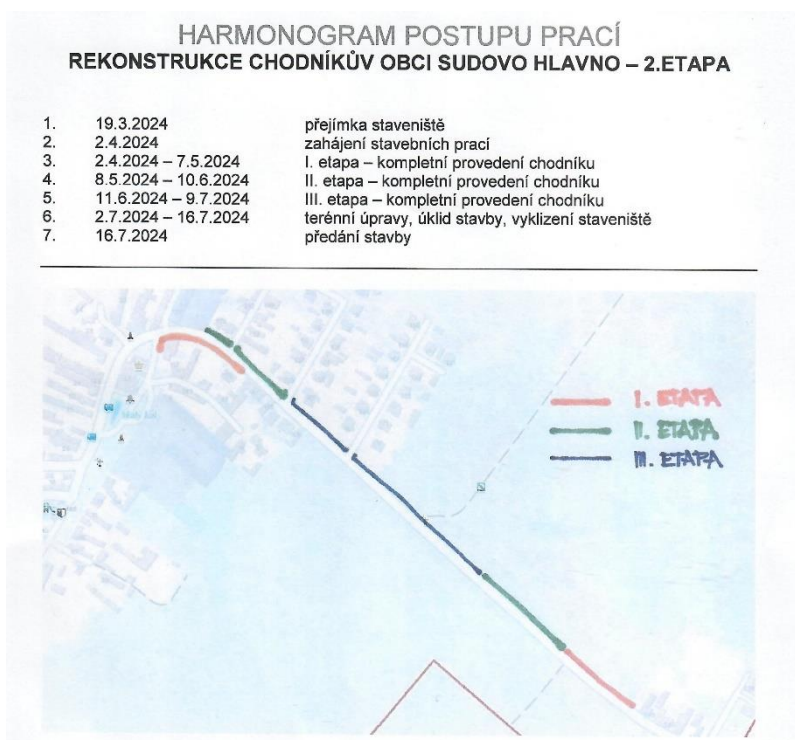 HARMONOGRAM POSTUPU PRACÍ
REKONSTRUKCE CHODNÍKŮV OBCI SUDOVO HLAVNO – 2.ETAPA
1. 19.3.2024 přejímka staveniště
2. 2.4.2024 zahájení stavebních prací
3. 2.4.2024 – 7.5.2024 I. etapa – kompletní provedení chodníku
4. 8.5.2024 – 10.6.2024 II. etapa – kompletní provedení chodníku
5. 11.6.2024 – 9.7.2024 III. etapa – kompletní provedení chodníku
6. 2.7.2024 – 16.7.2024 terénní úpravy, úklid stavby, vyklizení staveniště
7. 16.7.2024 předání stavby
I. ETAPA
II. ETAPA
III. ETAPA